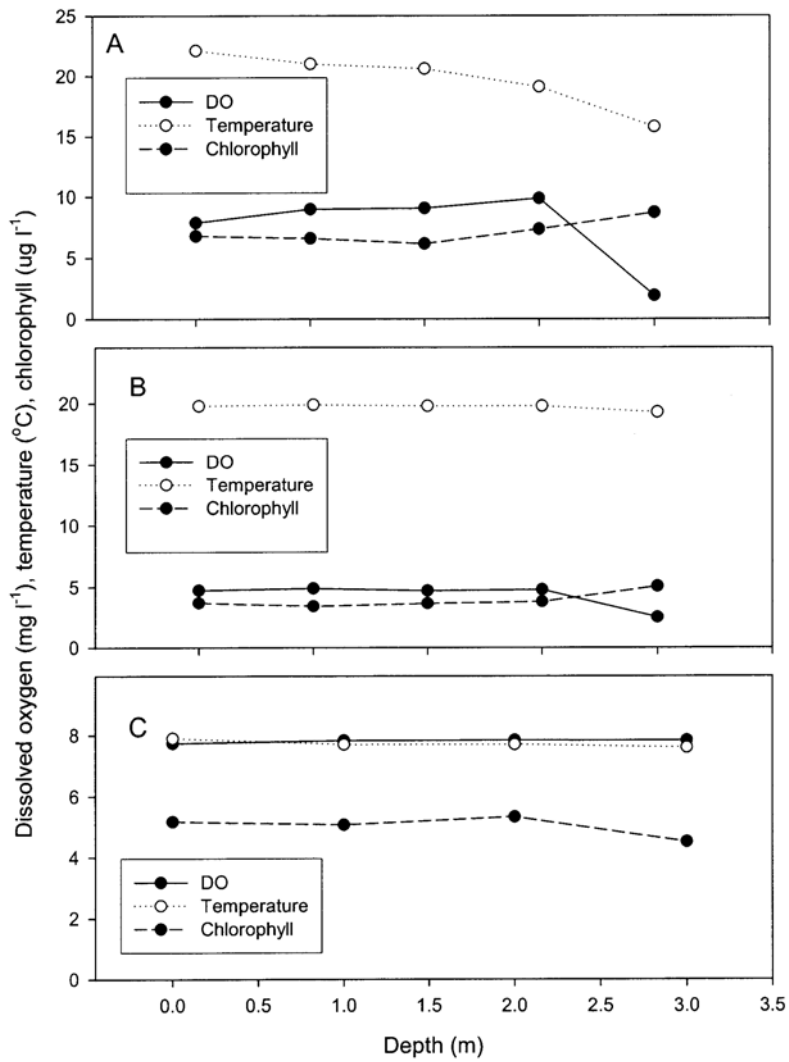 Dissolved oxygen (mg l⁻¹), temperature (°C), chlorophyll (ug l⁻¹)
25
20
15
10
5
0
A
DO
Temperature
Chlorophyll
20
15
10
5
0
B
DO
Temperature
Chlorophyll
8
6
4
2
0
C
DO
Temperature
Chlorophyll
0.0 0.5 1.0 1.5 2.0 2.5 3.0 3.5
Depth (m)